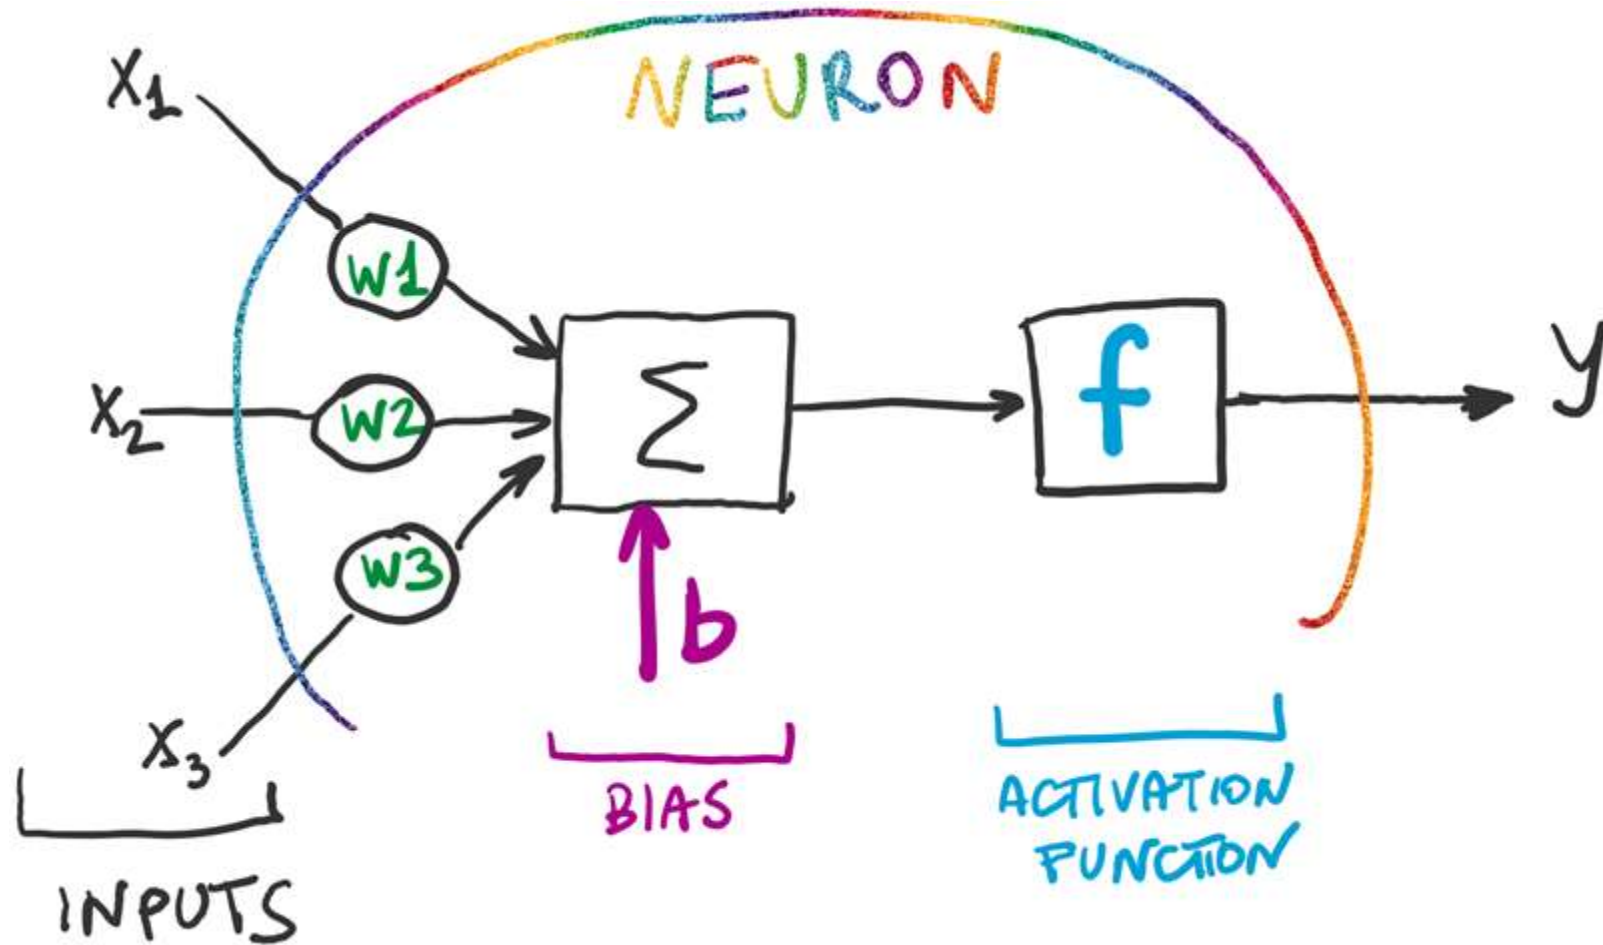 NEURON
X1
W1
X2
W2
Σ
f
y
W3
b
X3
BIAS
ACTIVATION
FUNCTION
INPUTS